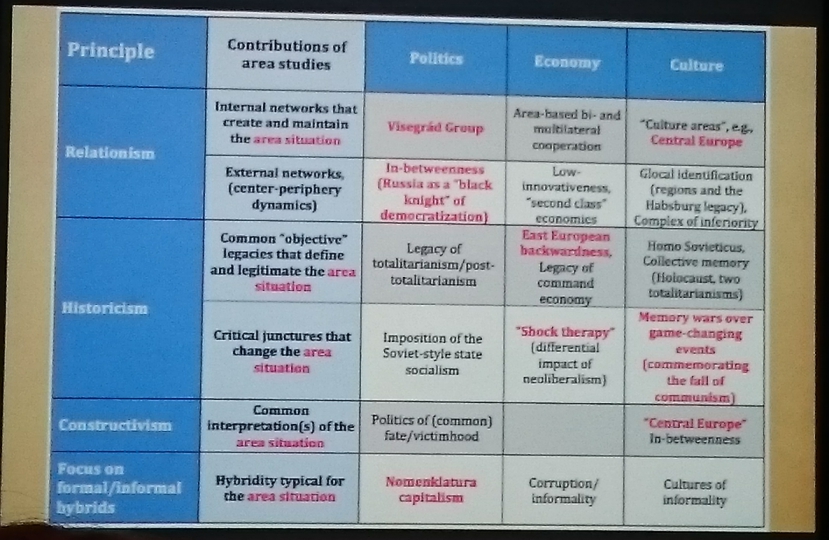 Principle
Contributions of
area studies
Politics
Economy
Culture
Relationism
Internal networks that
create and maintain
the area situation
Visegrád Group
Area-based bi- and
multilateral
cooperation
"Culture areas", e.g.,
Central Europe
External networks,
(center-periphery
dynamics)
In-betweenness
(Russia as a "black
knight" of
democratization)
Low-
innovativeness,
"second class"
economics
Glocal identification
(regions and the
Habsburg legacy),
Complex of inferiority
Historicism
Common "objective"
legacies that define
and legitimate the area
situation
Legacy of
totalitarianism/post-
totalitarianism
East European
backwardness,
Legacy of
command
economy
Homo Sovieticus,
Collective memory
(Holocaust, two
totalitarianisms)
Critical junctures that
change the area
situation
Imposition of the
Soviet-style state
socialism
"Shock therapy"
(differential
impact of
neoliberalism)
Memory wars over
game-changing
events
(commemorating
the fall of
communism)
Constructivism
Common
interpretation(s) of the
area situation
Politics of (common)
fate/victimhood
"Central Europe"
In-betweenness
Focus on
formal/informal
hybrids
Hybridity typical for
the area situation
Nomenklatura
capitalism
Corruption/
informality
Cultures of
informality